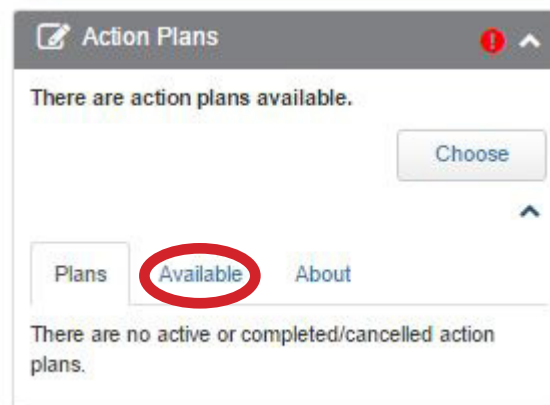 Action Plans
There are action plans available.
Choose
Plans Available About
There are no active or completed/cancelled action
plans.